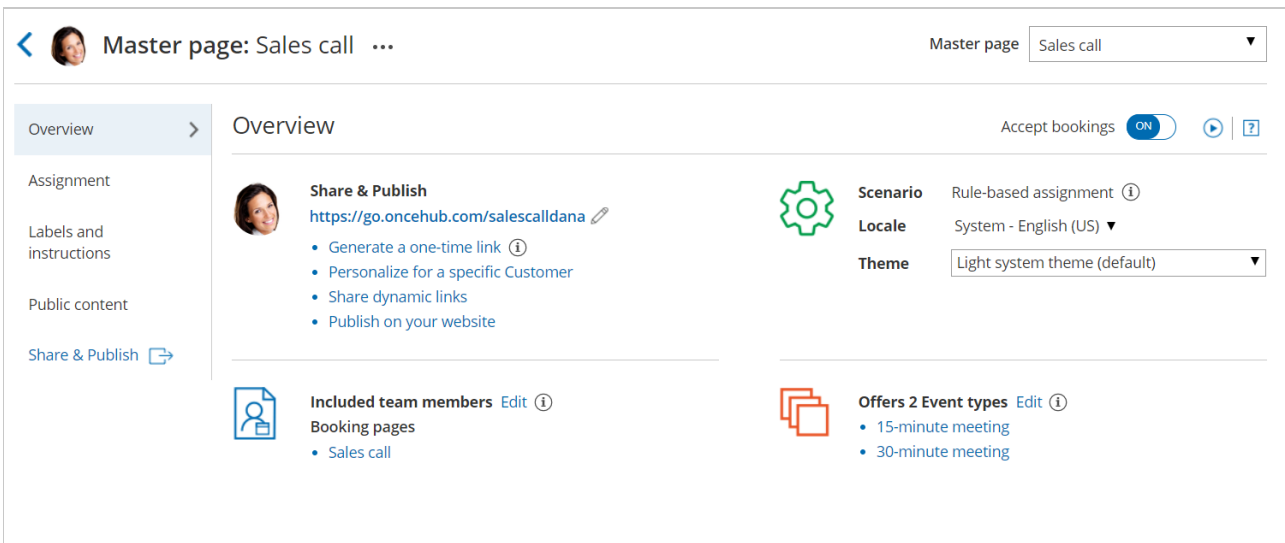 Master page: Sales call ...
Master page Sales call
Overview
Assignment
Labels and
instructions
Public content
Share & Publish
Overview
Accept bookings ON
?
Share & Publish
https://go.oncehub.com/salescalldana
• Generate a one-time link i
• Personalize for a specific Customer
• Share dynamic links
• Publish on your website
Scenario Rule-based assignment i
Locale System - English (US)
Theme Light system theme (default)
Included team members Edit i
Booking pages
• Sales call
Offers 2 Event types Edit i
• 15-minute meeting
• 30-minute meeting